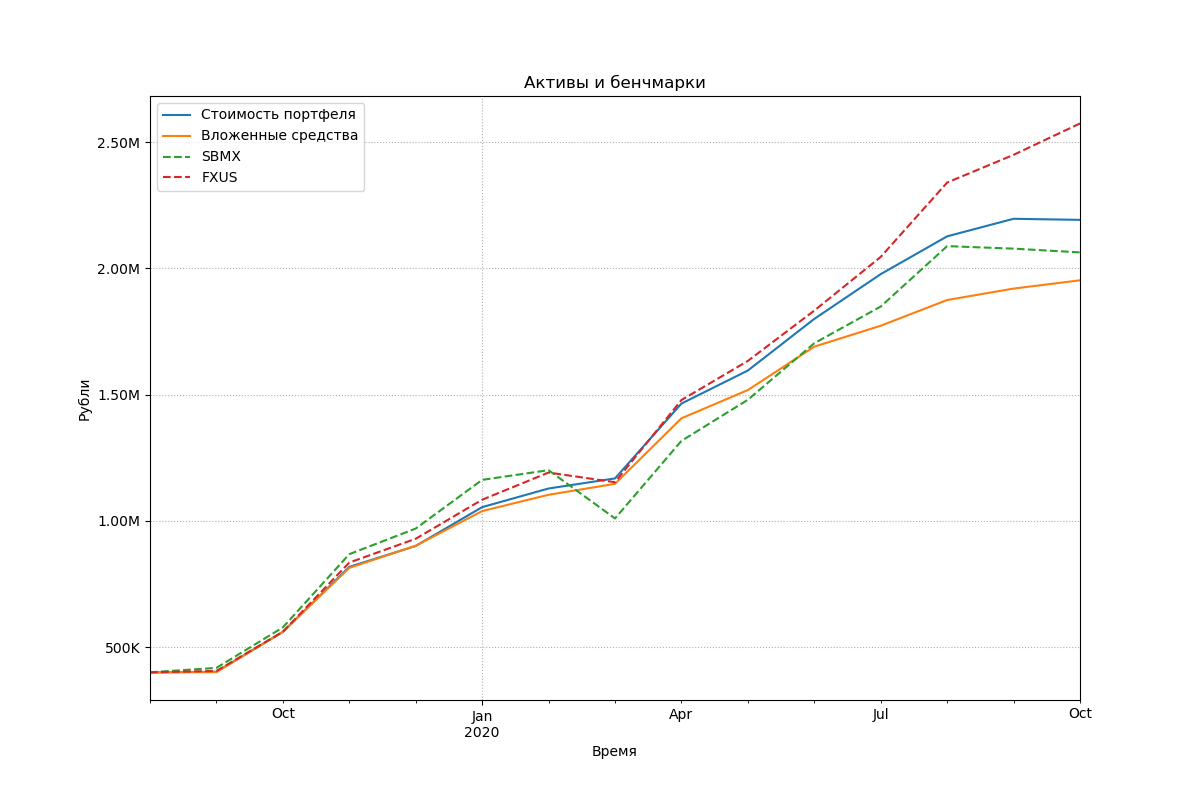 Активы и бенчмарки
Стоимость портфеля
Вложенные средства
SBMX
FXUS
2.50M
2.00M
1.50M
1.00M
500K
Рубли
Oct
Jan
2020
Apr
Jul
Oct
Время